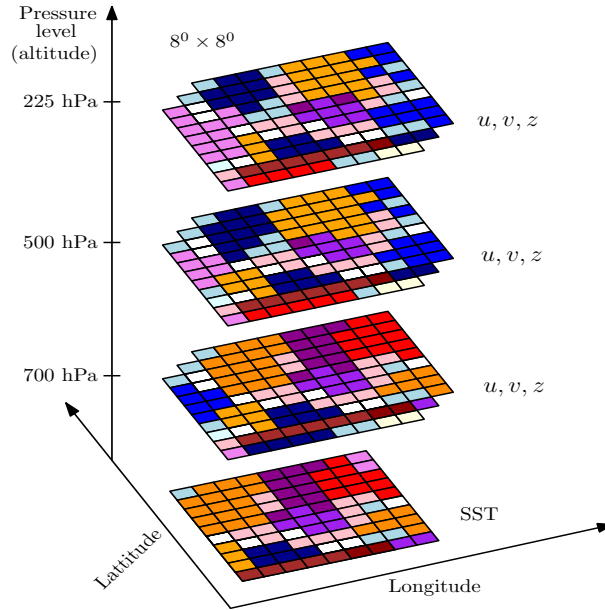 Pressure
level
(altitude)
8⁰ × 8⁰
225 hPa
u, v, z
500 hPa
u, v, z
700 hPa
u, v, z
SST
Lattitude
Longitude